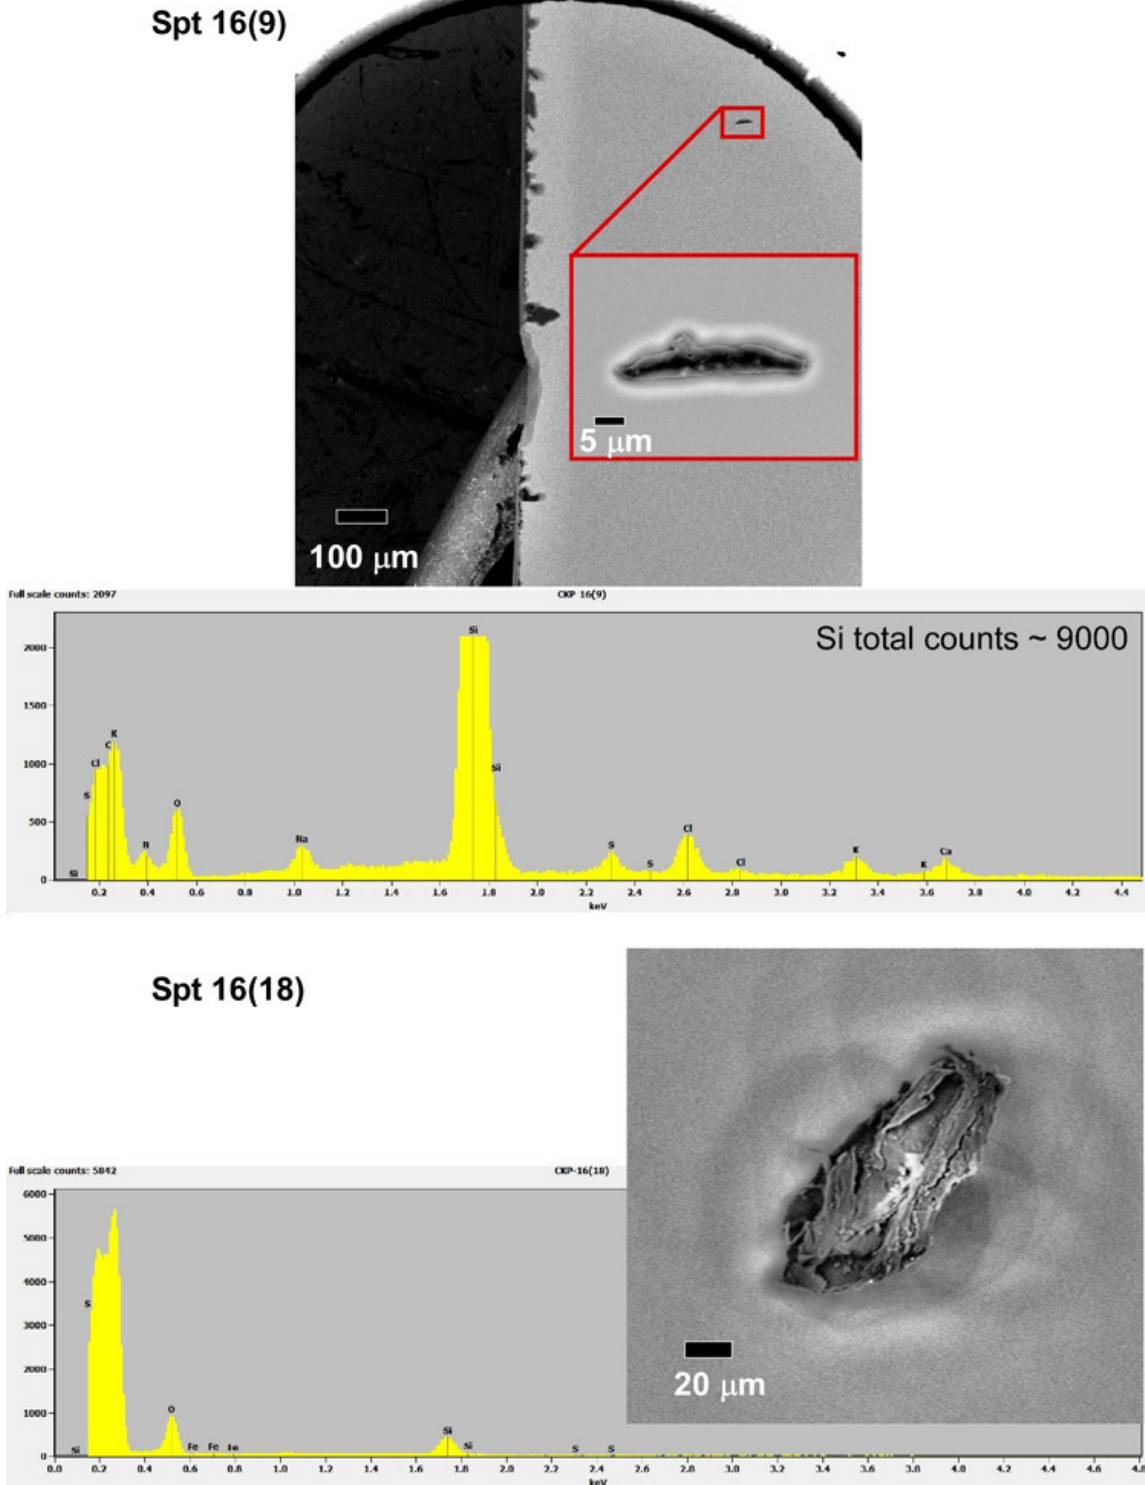 Spt 16(9)
5 μm
100 μm
Full scale counts: 2097
CKP 16(9)
Si total counts ~ 9000
2000
1500
1000
500
0
Si
S
Cl
C
K
N
O
Na
Si
Si
S
S
Cl
Cl
K
K
Ca
0.2 0.4 0.6 0.8 1.0 1.2 1.4 1.6 1.8 2.0 2.2 2.4 2.6 2.8 3.0 3.2 3.4 3.6 3.8 4.0 4.2 4.4
keV
Spt 16(18)
20 μm
Full scale counts: 5842
CKP-16(18)
6000
5000
4000
3000
2000
1000
0
Si
S
O
Fe Fe Fe
Si
Si
S
S
0.0 0.2 0.4 0.6 0.8 1.0 1.2 1.4 1.6 1.8 2.0 2.2 2.4 2.6 2.8 3.0 3.2 3.4 3.6 3.8 4.0 4.2 4.4 4.6 4.8
keV